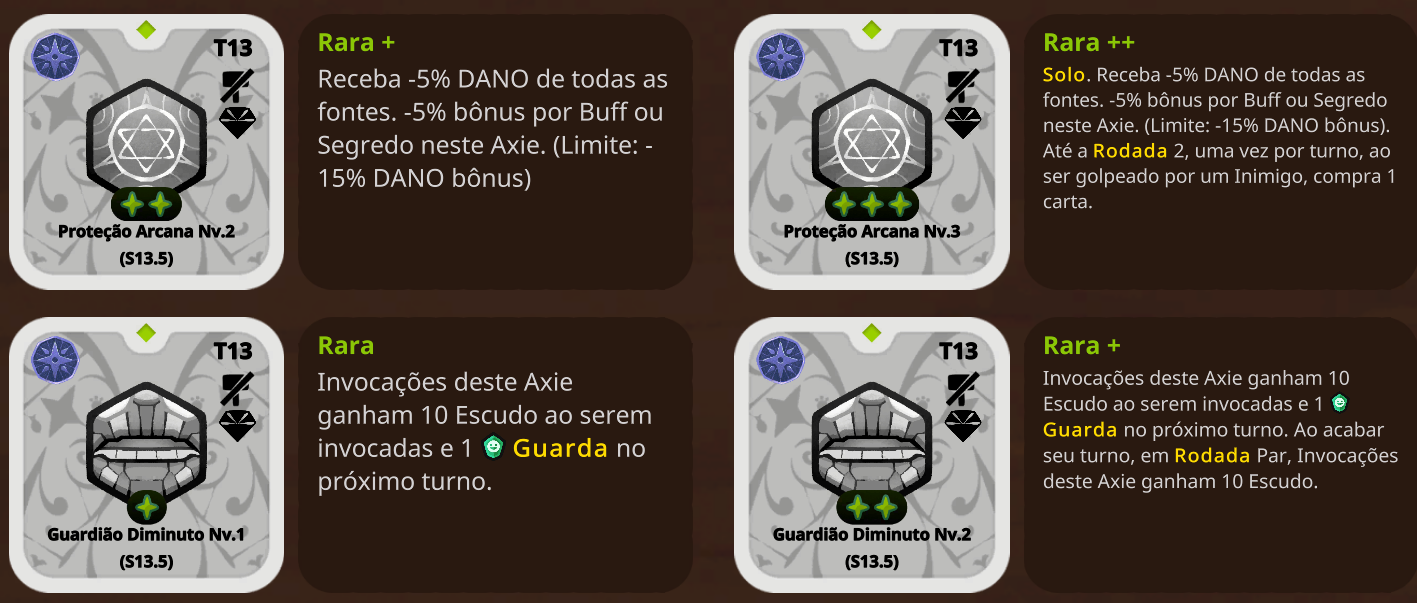 T13
Proteção Arcana Nv.2
(S13.5)
Rara +
Receba -5% DANO de todas as
fontes. -5% bônus por Buff ou
Segredo neste Axie. (Limite: -
15% DANO bônus)
T13
Proteção Arcana Nv.3
(S13.5)
Rara ++
Solo. Receba -5% DANO de todas as
fontes. -5% bônus por Buff ou Segredo
neste Axie. (Limite: -15% DANO bônus).
Até a Rodada 2, uma vez por turno, ao
ser golpeado por um Inimigo, compra 1
carta.
T13
Guardião Diminuto Nv.1
(S13.5)
Rara
Invocações deste Axie
ganham 10 Escudo ao serem
invocadas e 1 Guarda no
próximo turno.
T13
Guardião Diminuto Nv.2
(S13.5)
Rara +
Invocações deste Axie ganham 10
Escudo ao serem invocadas e 1
Guarda no próximo turno. Ao acabar
seu turno, em Rodada Par, Invocações
deste Axie ganham 10 Escudo.